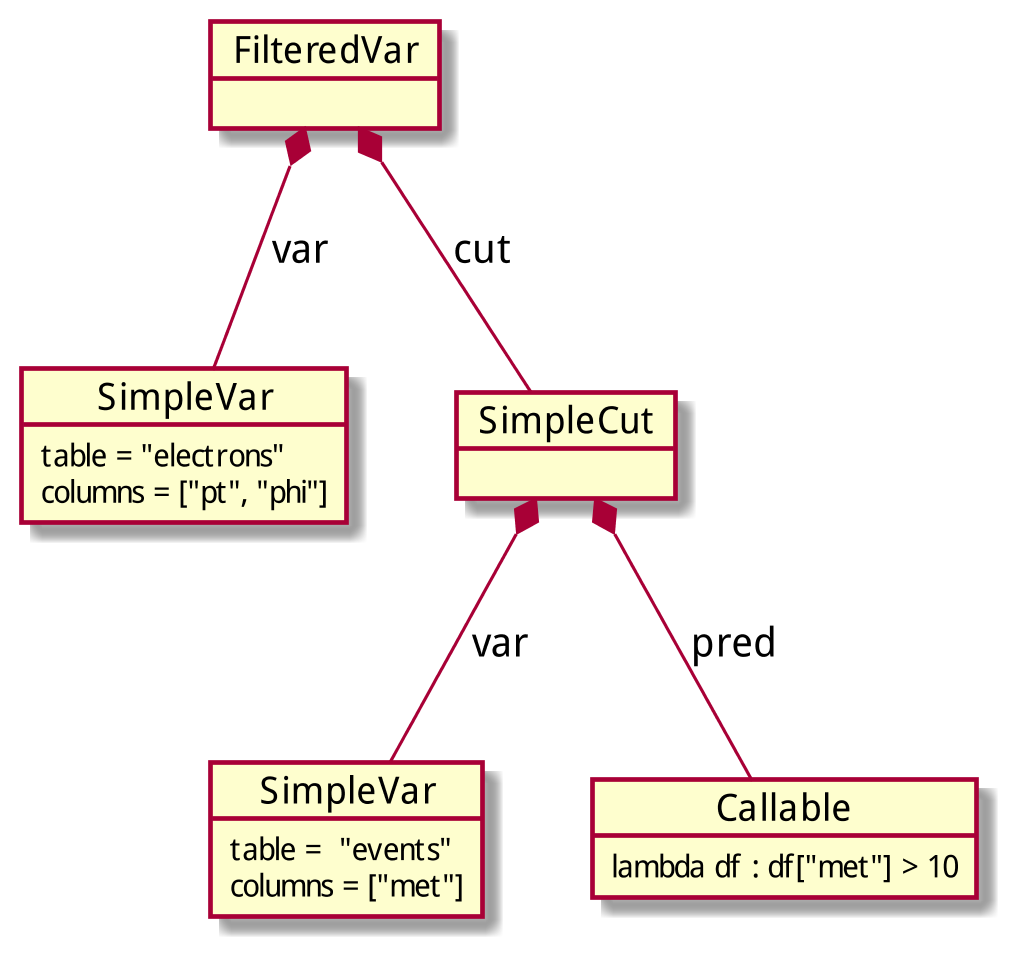 FilteredVar
var
cut
SimpleVar
table = "electrons"
columns = ["pt", "phi"]
SimpleCut
var
pred
SimpleVar
table =  "events"
columns = ["met"]
Callable
lambda df : df["met"] > 10